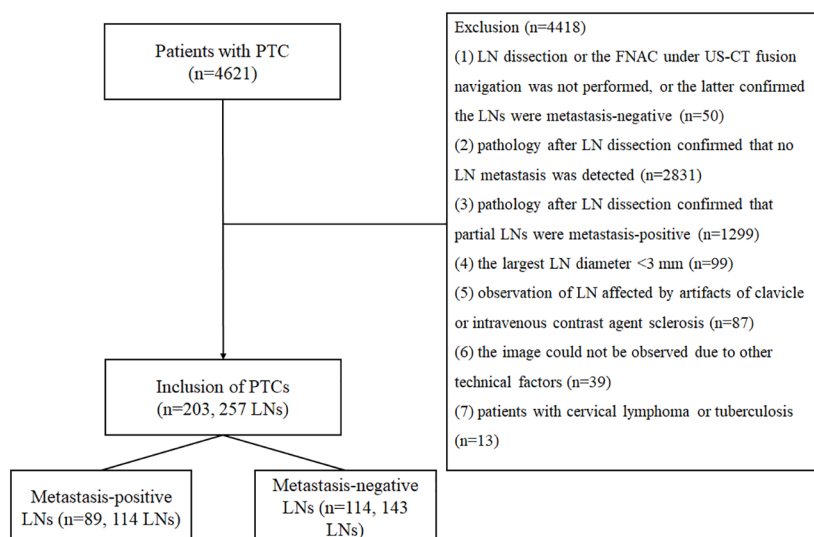 Patients with PTC
(n=4621)
Exclusion (n=4418)
(1) LN dissection or the FNAC under US-CT fusion
navigation was not performed, or the latter confirmed
the LNs were metastasis-negative (n=50)
(2) pathology after LN dissection confirmed that no
LN metastasis was detected (n=2831)
(3) pathology after LN dissection confirmed that
partial LNs were metastasis-positive (n=1299)
(4) the largest LN diameter <3 mm (n=99)
(5) observation of LN affected by artifacts of clavicle
or intravenous contrast agent sclerosis (n=87)
(6) the image could not be observed due to other
technical factors (n=39)
(7) patients with cervical lymphoma or tuberculosis
(n=13)
Inclusion of PTCs
(n=203, 257 LNs)
Metastasis-positive
LNs (n=89, 114 LNs)
Metastasis-negative
LNs (n=114, 143
LNs)